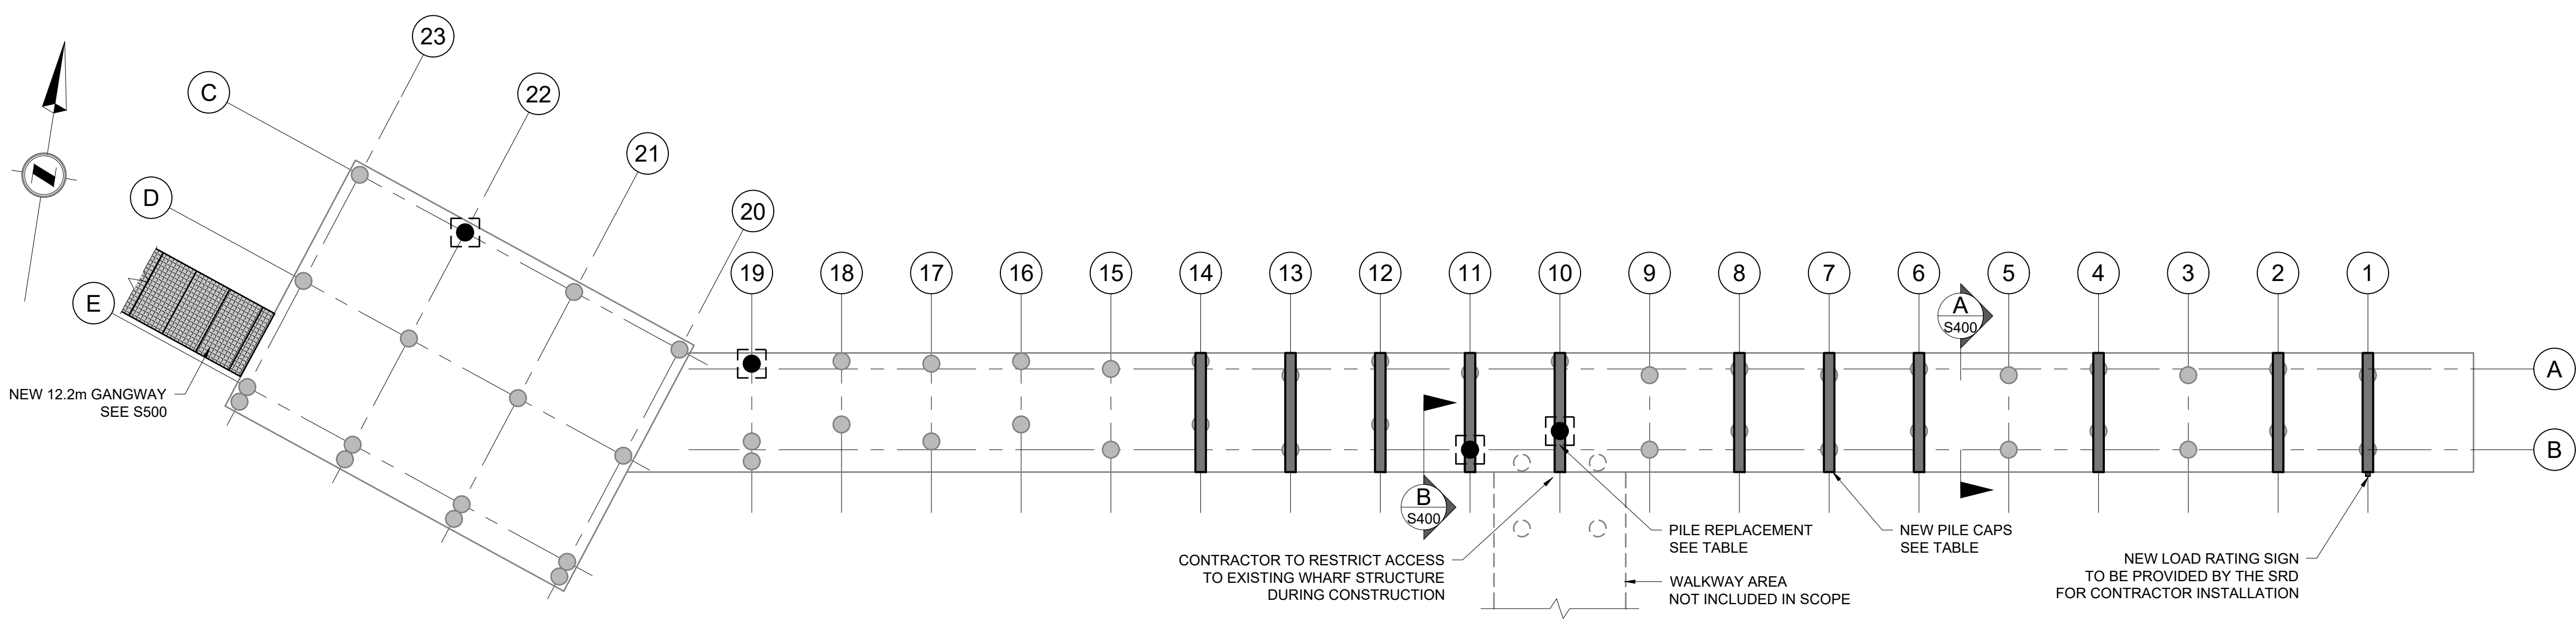 23
C
22
21
D
20
E
19
18
17
16
15
14
13
12
11
10
9
8
7
6
5
4
3
2
1
A
S400
A
B
B
S400
NEW 12.2m GANGWAY
SEE S500
CONTRACTOR TO RESTRICT ACCESS
TO EXISTING WHARF STRUCTURE
DURING CONSTRUCTION
PILE REPLACEMENT
SEE TABLE
WALKWAY AREA
NOT INCLUDED IN SCOPE
NEW PILE CAPS
SEE TABLE
NEW LOAD RATING SIGN
TO BE PROVIDED BY THE SRD
FOR CONTRACTOR INSTALLATION